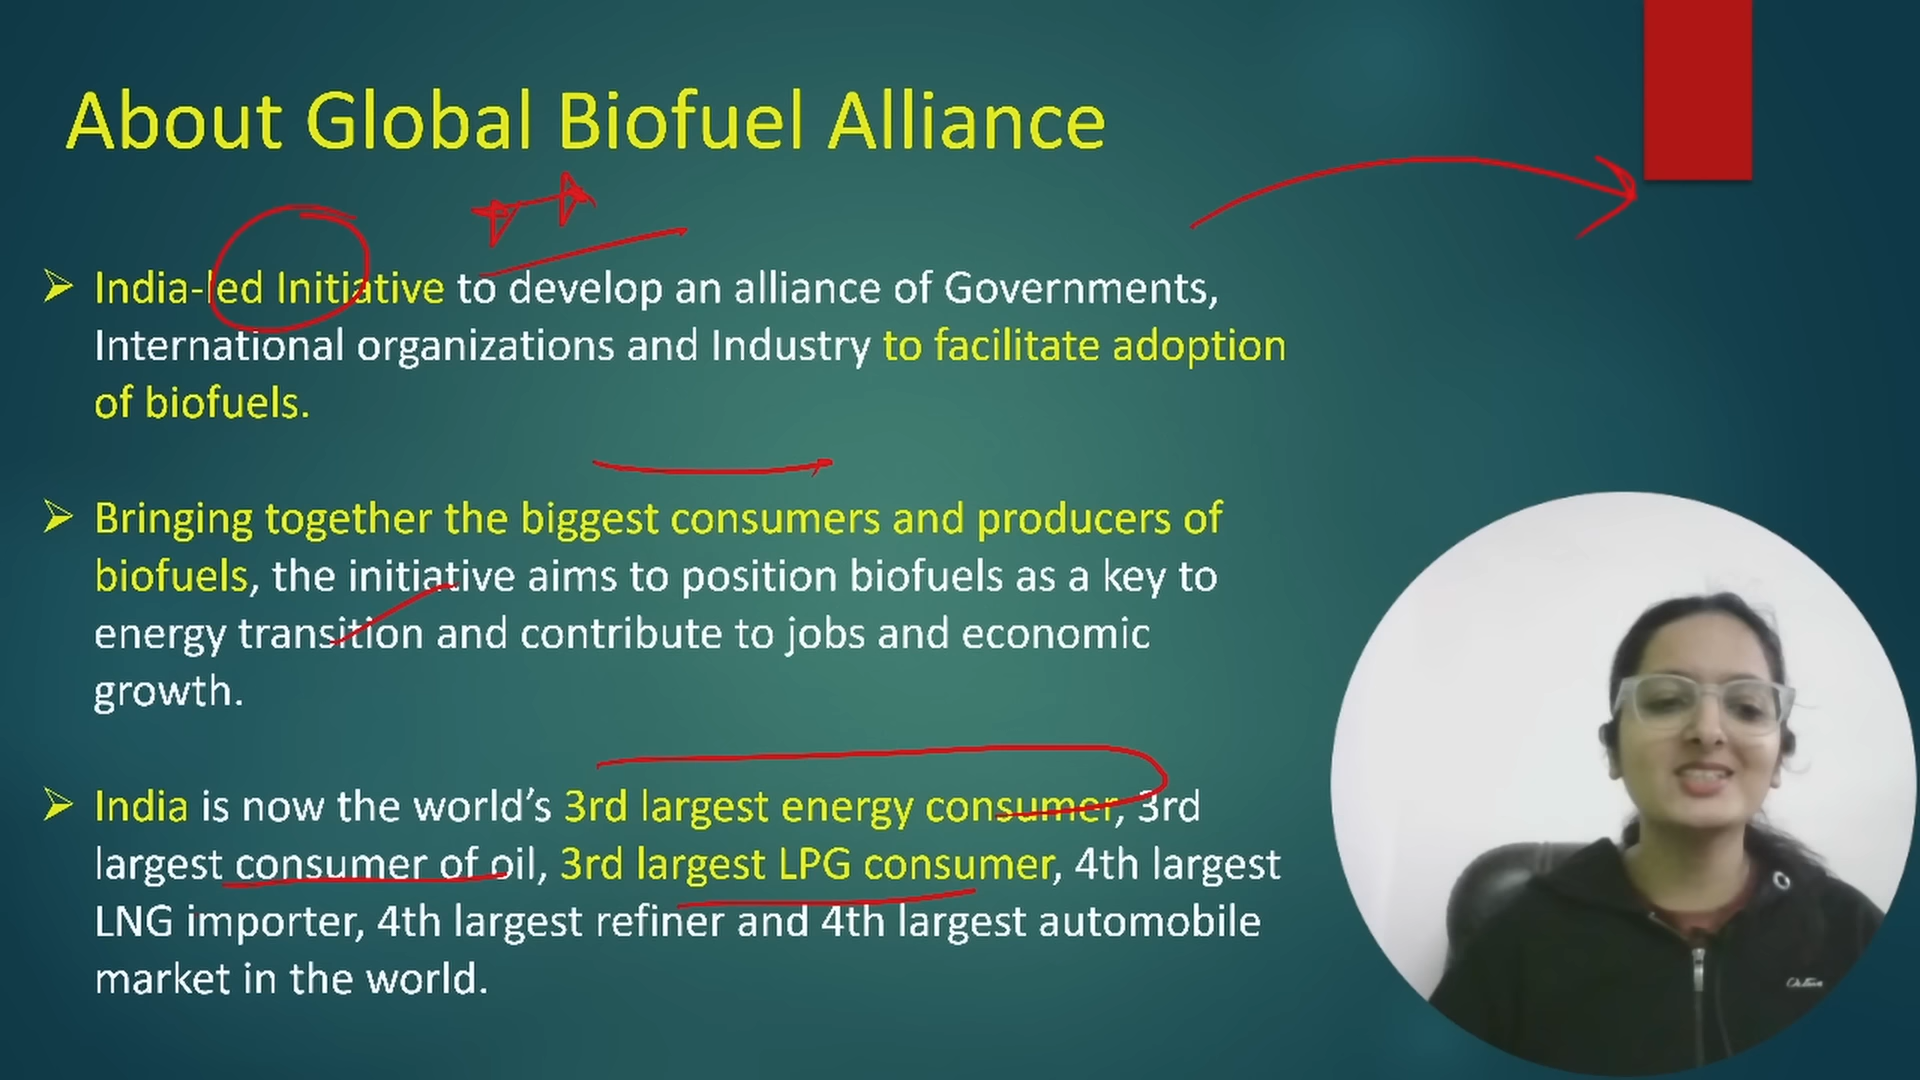 About Global Biofuel Alliance
India-led Initiative to develop an alliance of Governments,
International organizations and Industry to facilitate adoption
of biofuels.
Bringing together the biggest consumers and producers of
biofuels, the initiative aims to position biofuels as a key to
energy transition and contribute to jobs and economic
growth.
India is now the world’s 3rd largest energy consumer, 3rd
largest consumer of oil, 3rd largest LPG consumer, 4th largest
LNG importer, 4th largest refiner and 4th largest automobile
market in the world.